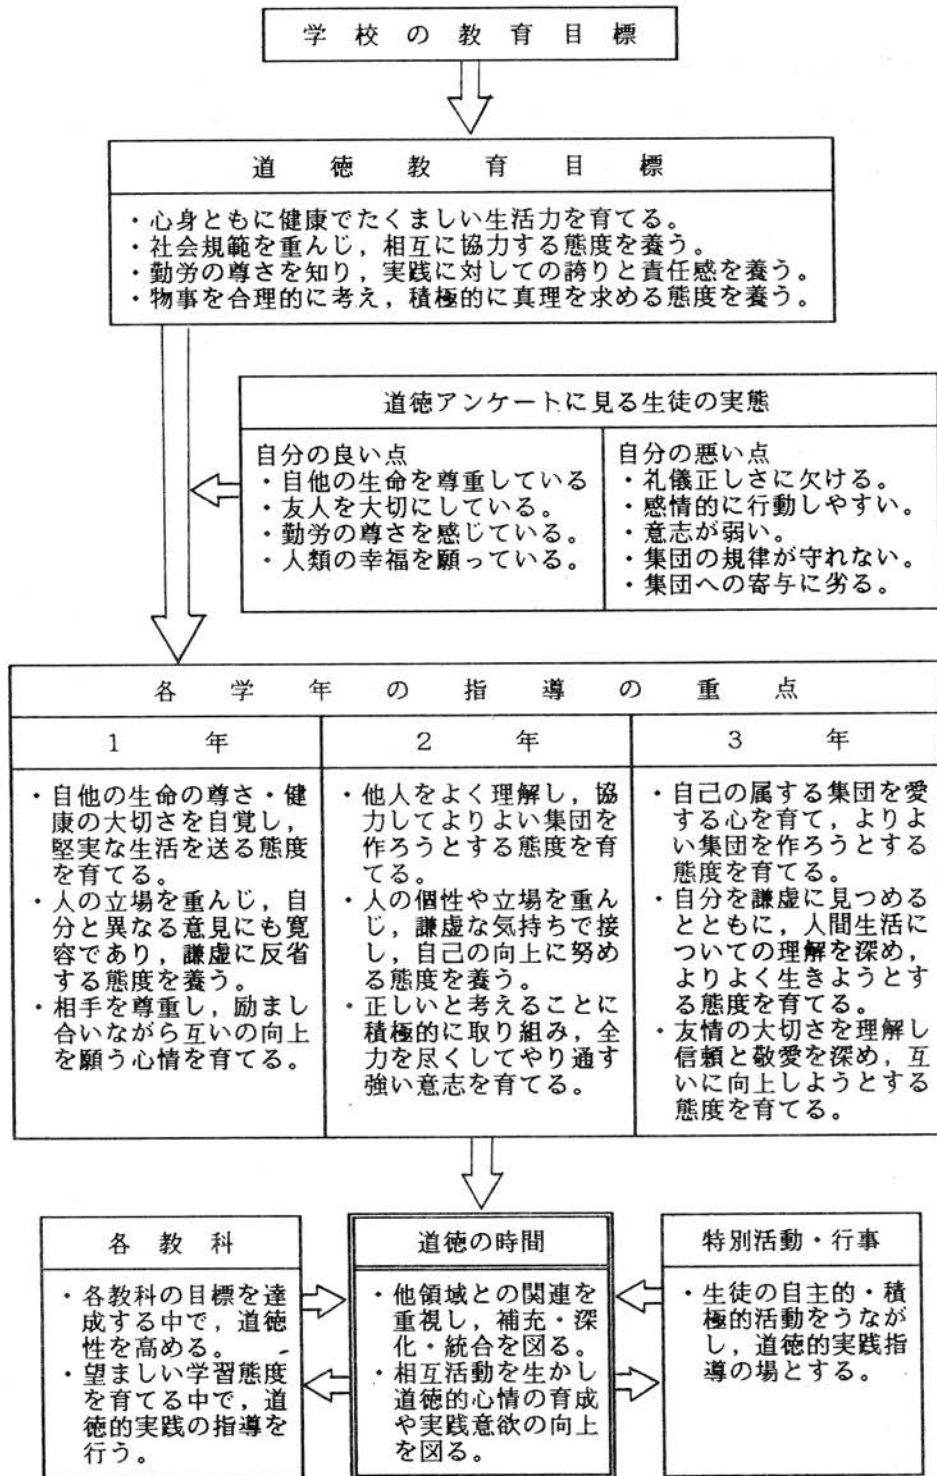 学校の教育目標
道徳教育目標
・心身ともに健康でたくましい生活力を育てる。
・社会規範を重んじ，相互に協力する態度を養う。
・勤労の尊さを知り，実践に対しての誇りと責任感を養う。
・物事を合理的に考え，積極的に真理を求める態度を養う。
道徳アンケートに見る生徒の実態
自分の良い点
・自他の生命を尊重している
・友人を大切にしている。
・勤労の尊さを感じている。
・人類の幸福を願っている。
自分の悪い点
・礼儀正しさに欠ける。
・感情的に行動しやすい。
・意志が弱い。
・集団の規律が守れない。
・集団への寄与に劣る。
各学年の指導の重点
1年
・自他の生命の尊さ・健
康の大切さを自覚し，
堅実な生活を送る態度
を育てる。
・人の立場を重んじ，自
分と異なる意見にも寛
容であり，謙虚に反省
する態度を養う。
・相手を尊重し，励まし
合いながら互いの向上
を願う心情を育てる。
2年
・他人をよく理解し，協
力してよりよい集団を
作ろうとする態度を育
てる。
・人の個性や立場を重ん
じ，謙虚な気持ちで接
し，自己の向上に努め
る態度を養う。
・正しいと考えることに
積極的に取り組み，全
力を尽くしてやり通す
強い意志を育てる。
3年
・自己の属する集団を愛
する心を育て，よりよ
い集団を作ろうとする
態度を育てる。
・自分を謙虚に見つめる
とともに，人間生活に
ついての理解を深め，
よりよく生きようとす
る態度を育てる。
・友情の大切さを理解し
信頼と敬愛を深め，互
いに向上しようとする
態度を育てる。
各教科
・各教科の目標を達
成する中で，道徳
性を高める。
・望ましい学習態度
を育てる中で，道
徳的実践の指導を
行う。
道徳の時間
・他領域との関連を
重視し，補充・深
化・統合を図る。
・相互活動を生かし
道徳的心情の育成
や実践意欲の向上
を図る。
特別活動・行事
・生徒の自主的・積
極的活動をうなが
し，道徳的実践指
導の場とする。